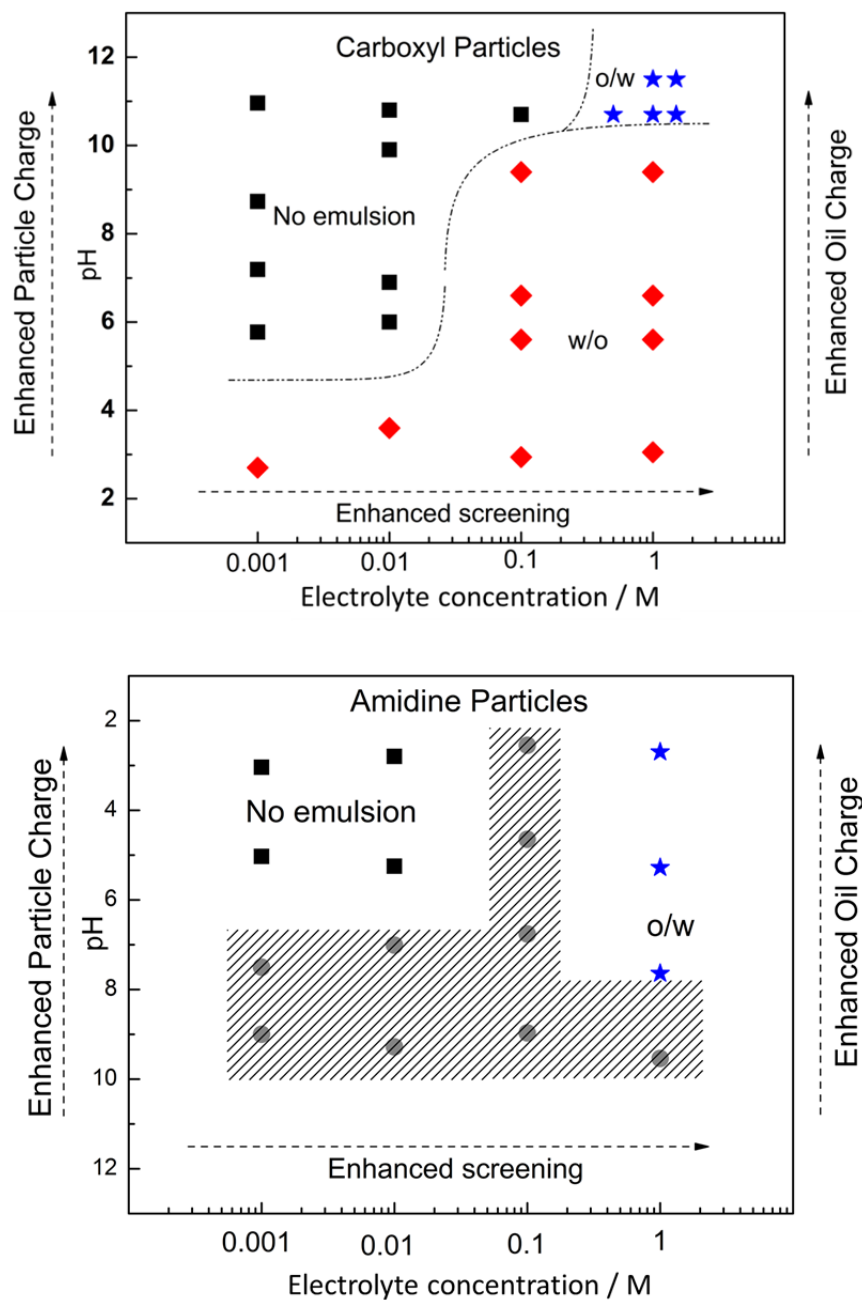 Carboxyl Particles
o/w
No emulsion
w/o
Enhanced screening
12
10
8
6
4
2
pH
Enhanced Particle Charge
Enhanced Oil Charge
0.001
0.01
0.1
1
Electrolyte concentration / M
Amidine Particles
No emulsion
o/w
Enhanced screening
2
4
6
8
10
12
pH
Enhanced Particle Charge
Enhanced Oil Charge
0.001
0.01
0.1
1
Electrolyte concentration / M